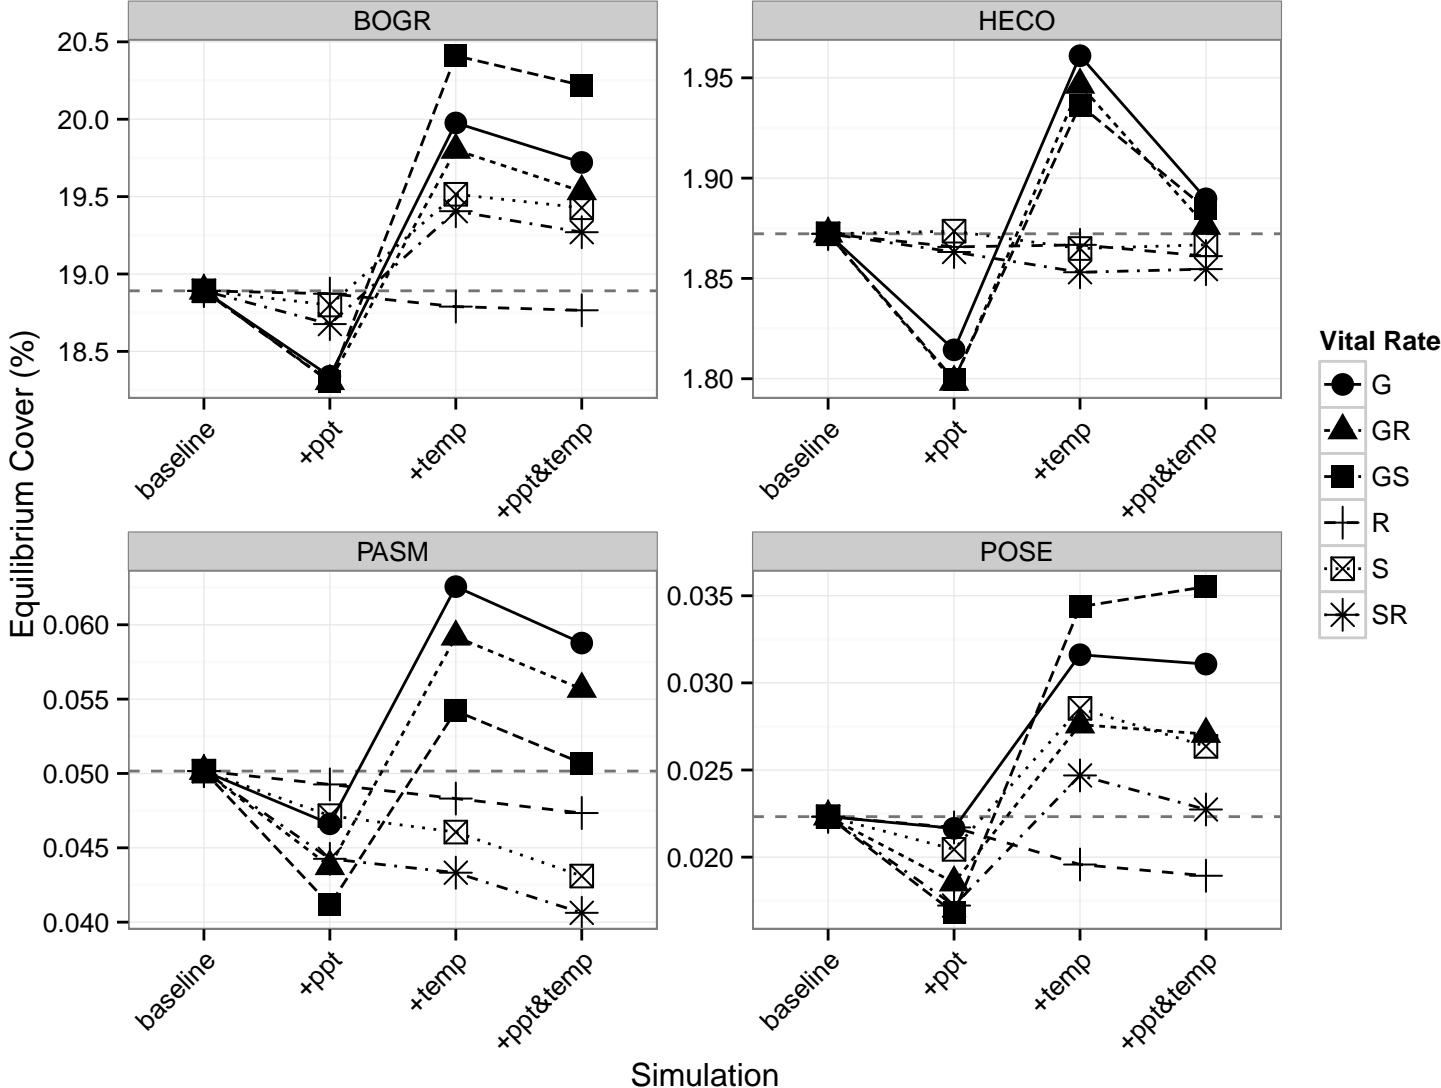 BOGR
HECO
20.5
20.0
19.5
19.0
18.5
1.95
1.90
1.85
1.80
baseline
+ppt
+temp
+ppt&temp
baseline
+ppt
+temp
+ppt&temp
Equilibrium Cover (%)
PASM
POSE
0.060
0.055
0.050
0.045
0.040
0.035
0.030
0.025
0.020
baseline
+ppt
+temp
+ppt&temp
baseline
+ppt
+temp
+ppt&temp
Simulation
Vital Rate
G
GR
GS
R
S
SR